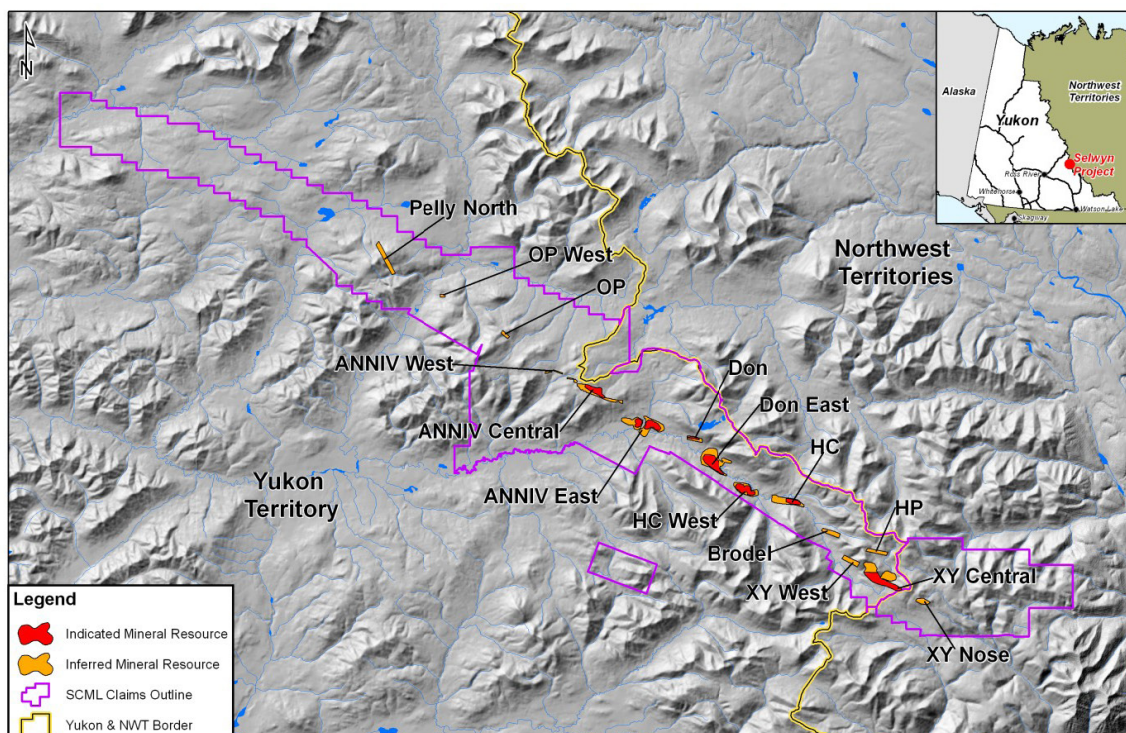 N
Alaska
Yukon
Northwest
Territories
Selwyn
Project
Ross River
Whitehorse
Watson Lake
Skagway
Pelly North
OP West
OP
Northwest
Territories
ANNIV West
Don
Don East
ANNIV Central
HC
Yukon
Territory
ANNIV East
HC West
HP
Brodel
XY Central
XY West
XY Nose
Legend
Indicated Mineral Resource
Inferred Mineral Resource
SCML Claims Outline
Yukon & NWT Border